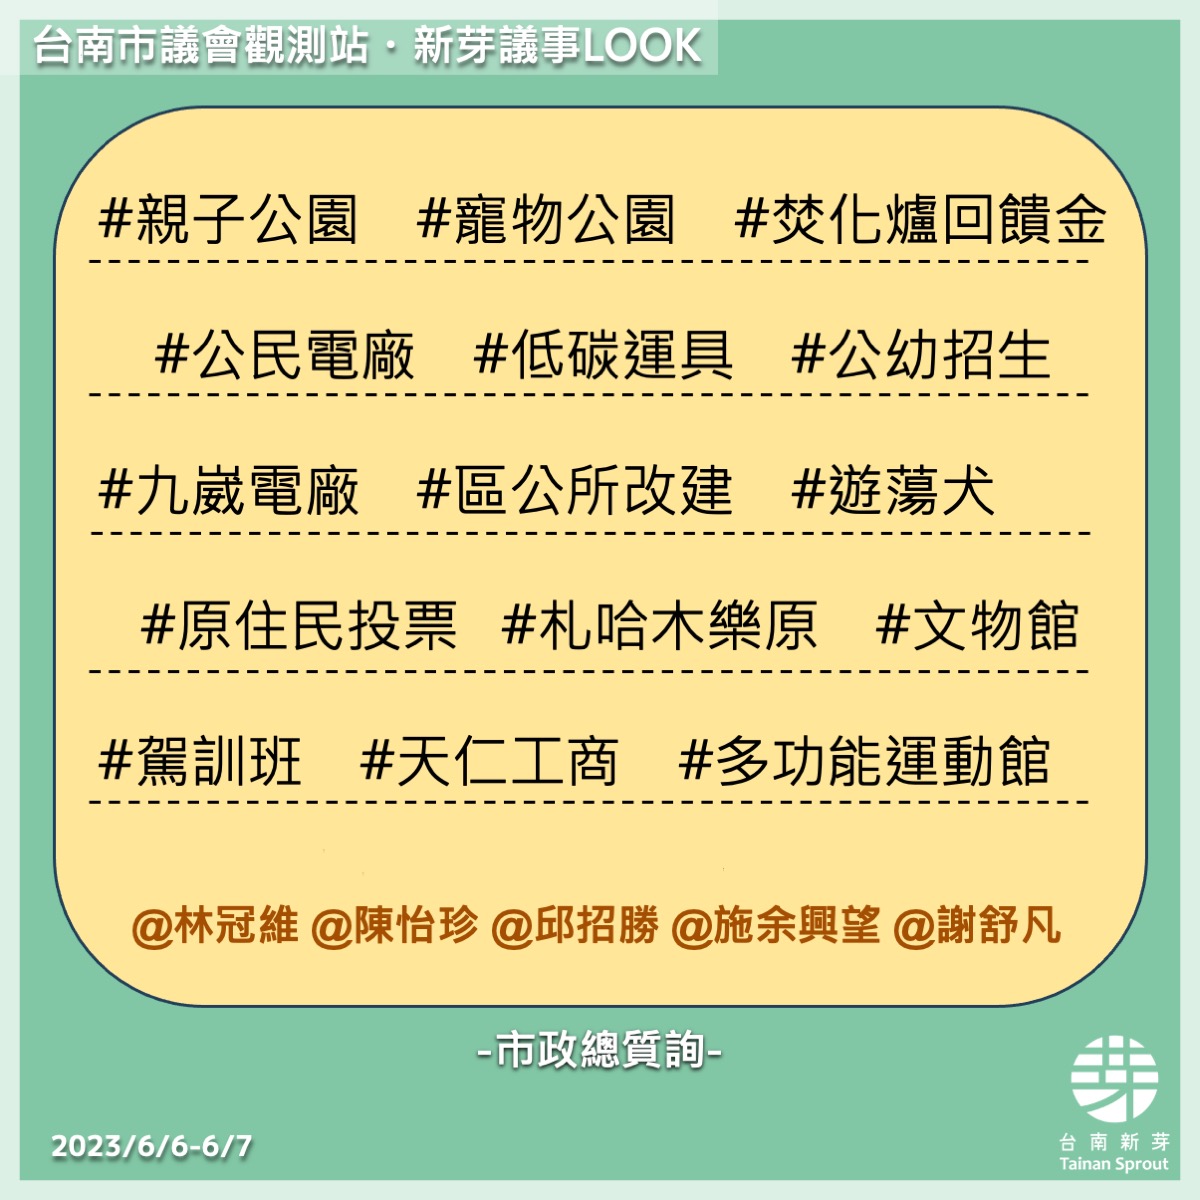 台南市議會觀測站‧新芽議事LOOK
#親子公園 #寵物公園 #焚化爐回饋金
#公民電廠 #低碳運具 #公幼招生
#九崴電廠 #區公所改建 #遊蕩犬
#原住民投票 #札哈木樂原 #文物館
#駕訓班 #天仁工商 #多功能運動館
@林冠維 @陳怡珍 @邱招勝 @施余興望 @謝舒凡
-市政總質詢-
2023/6/6-6/7
台南新芽
Tainan Sprout